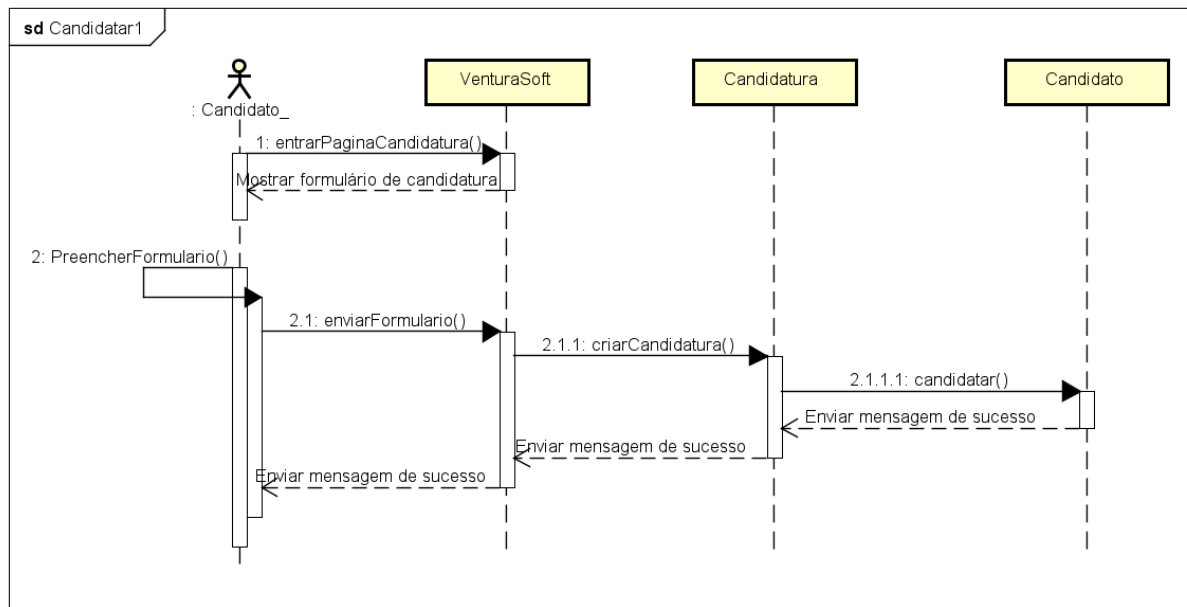 sd Candidatar1
VenturaSoft
Candidatura
Candidato
: Candidato_
1: entrarPaginaCandidatura()
Mostrar formulário de candidatura
2: PreencherFormulario()
2.1: enviarFormulario()
2.1.1: criarCandidatura()
2.1.1.1: candidatar()
Enviar mensagem de sucesso
Enviar mensagem de sucesso
Enviar mensagem de sucesso